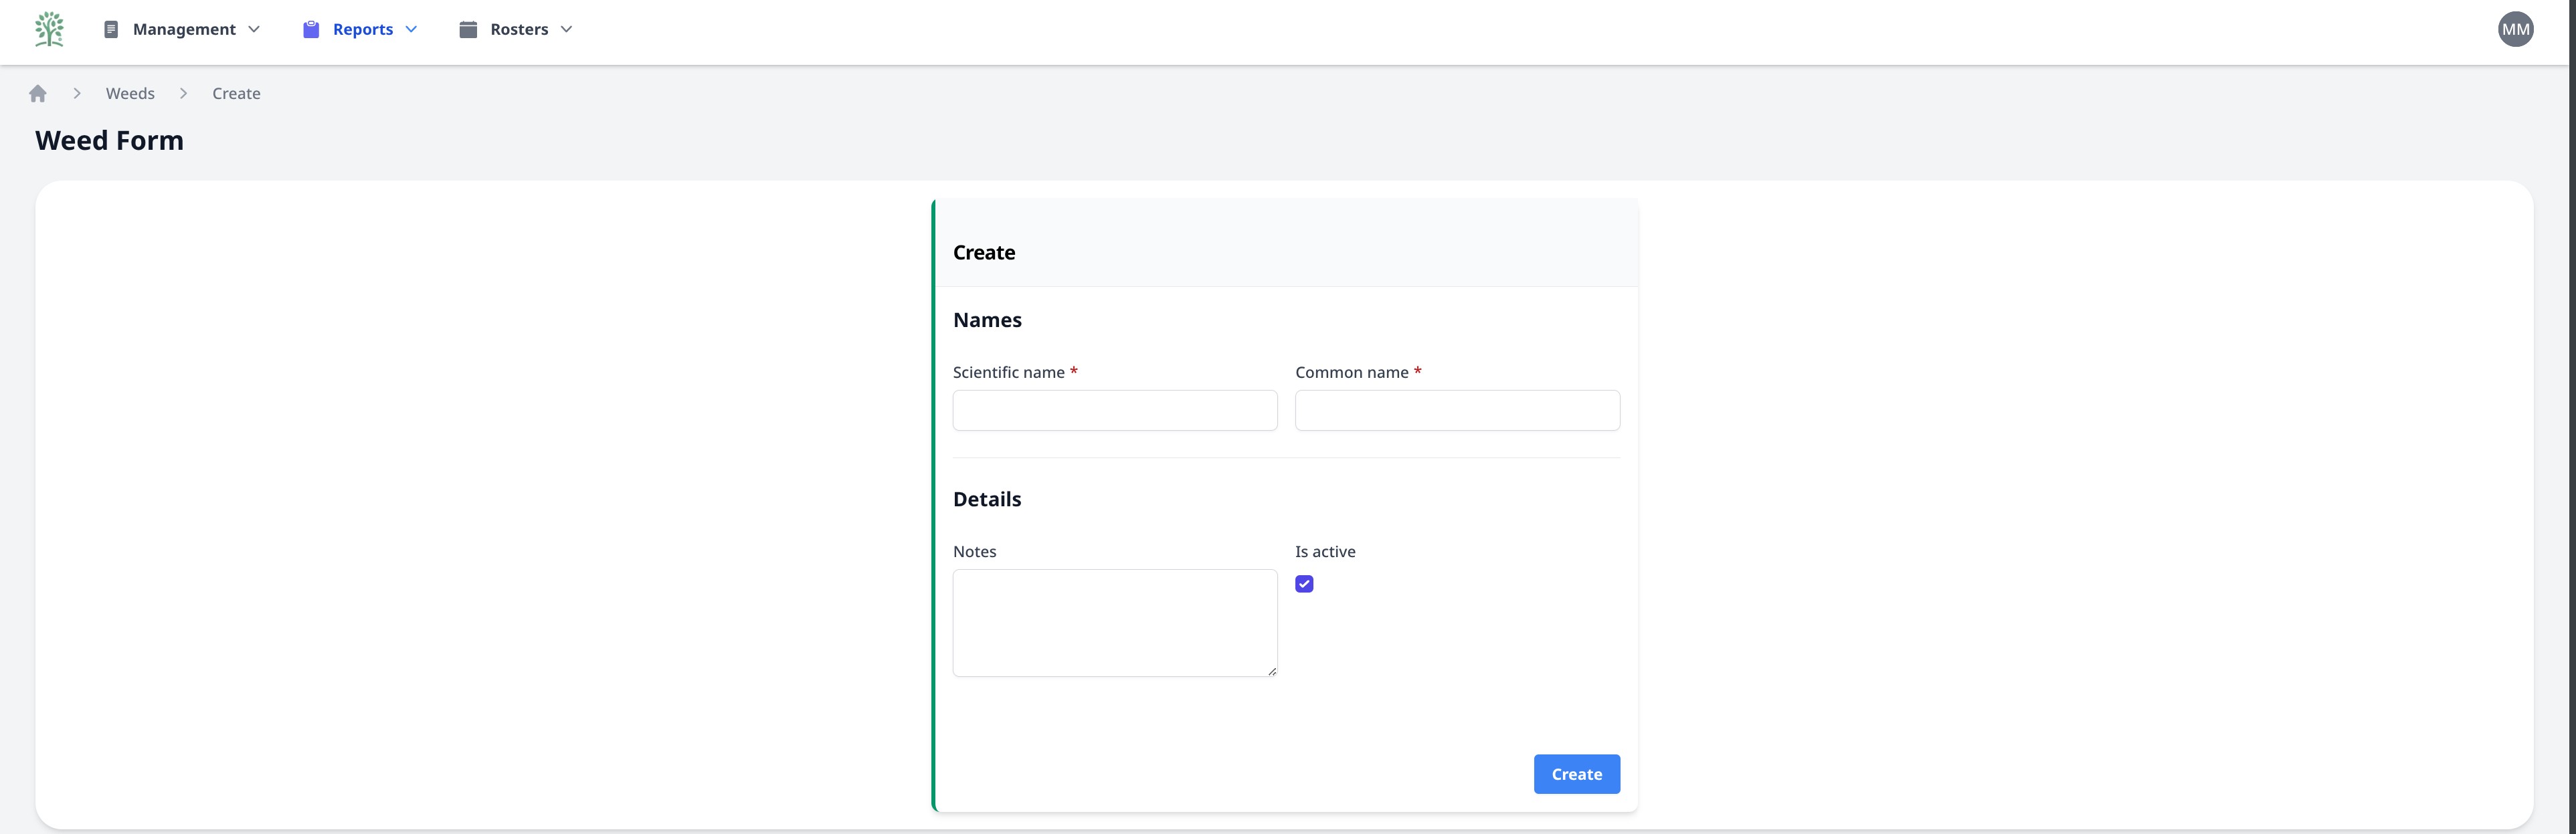 Management Reports Rosters MM
Weeds Create
Weed Form
Create
Names
Scientific name * Common name *
Details
Notes Is active
Create